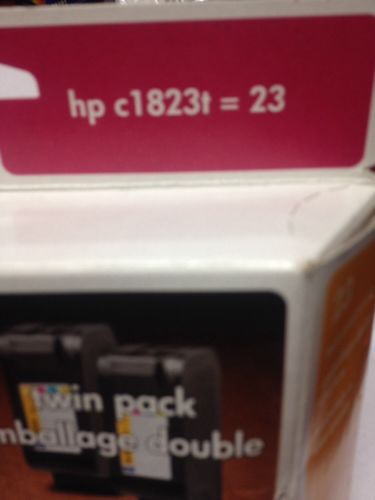 hp c1823t = 23
twin pack
mballage double